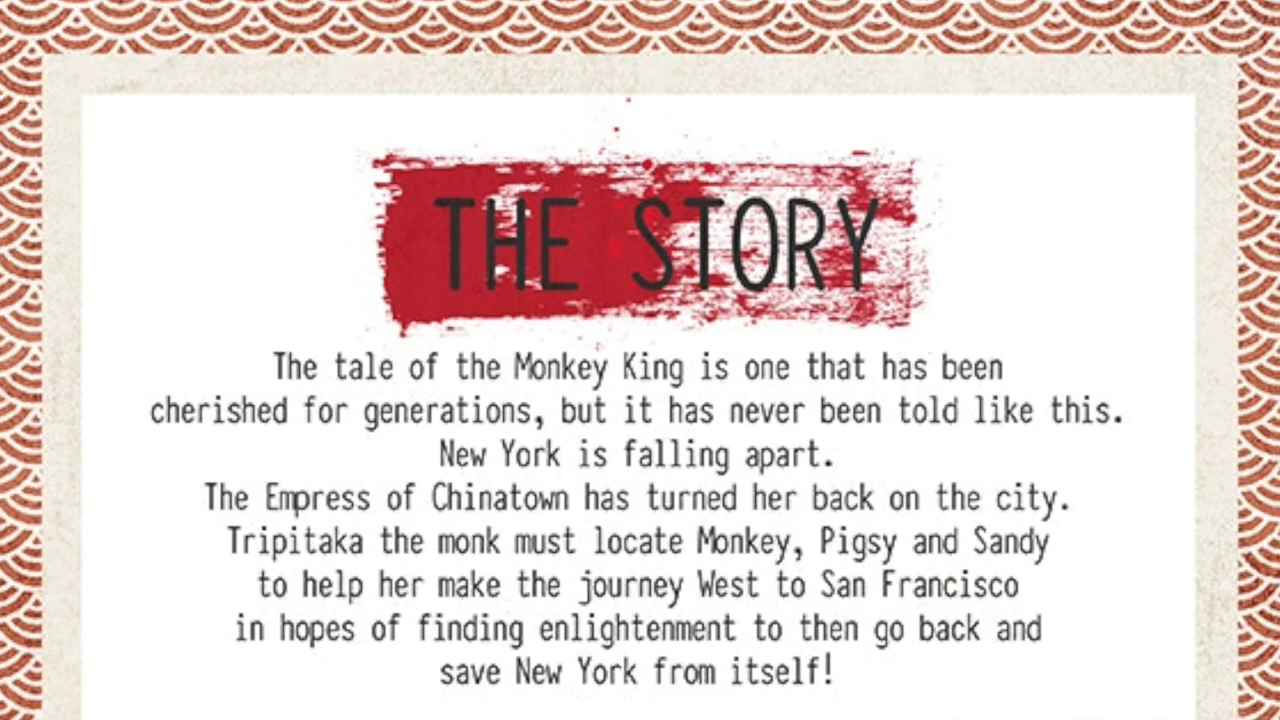 THE STORY
The tale of the Monkey King is one that has been
cherished for generations, but it has never been told like this.
New York is falling apart.
The Empress of Chinatown has turned her back on the city.
Tripitaka the monk must locate Monkey, Pigsy and Sandy
to help her make the journey West to San Francisco
in hopes of finding enlightenment to then go back and
save New York from itself!